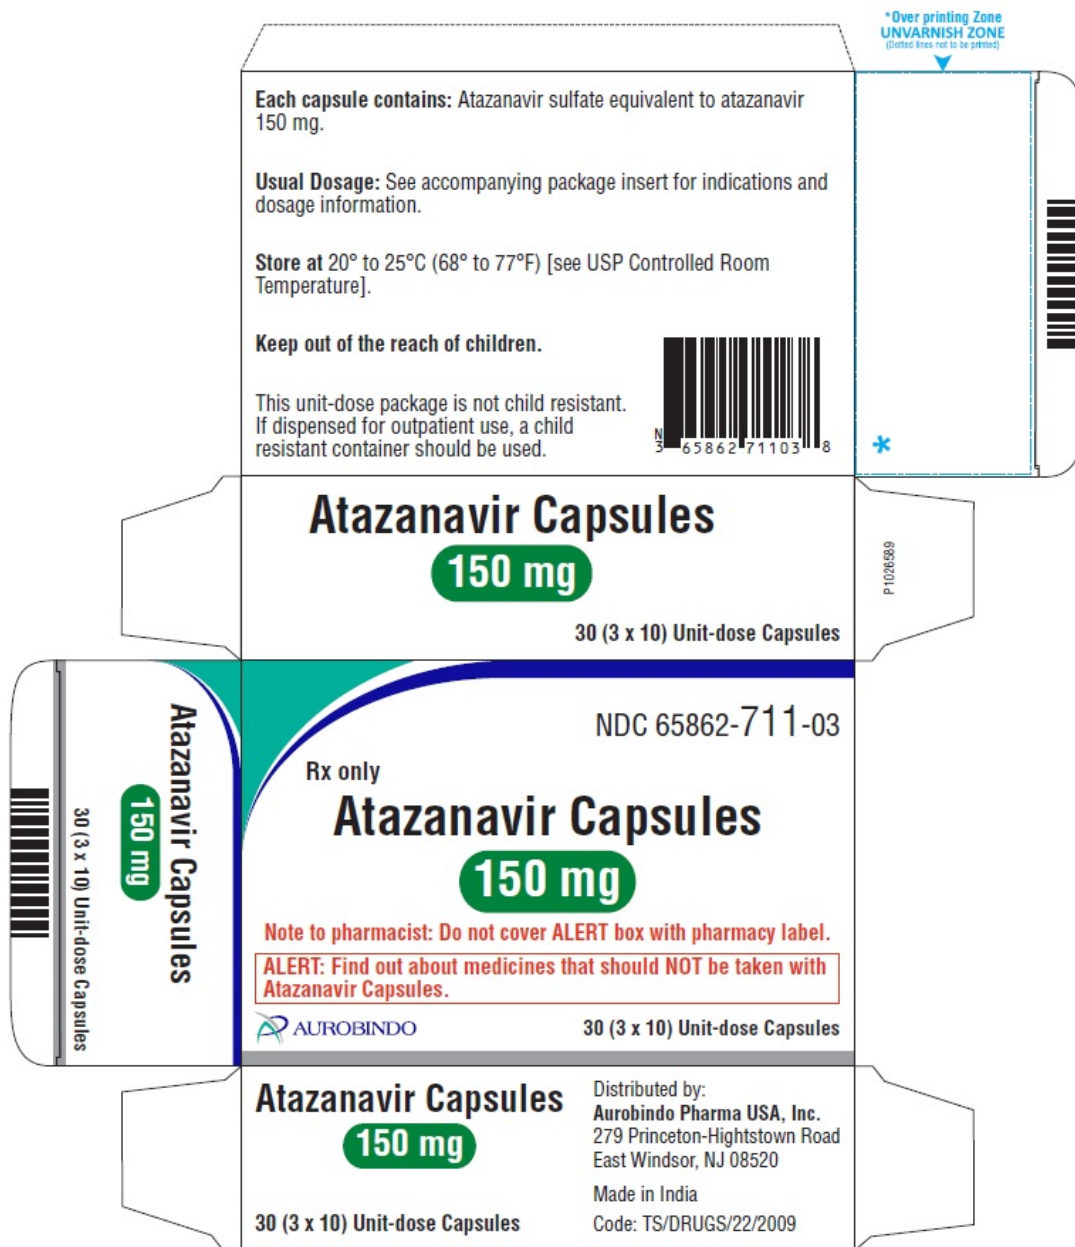 *Over printing Zone
UNVARNISH ZONE
(Dotted lines not to be printed)
Each capsule contains: Atazanavir sulfate equivalent to atazanavir
150 mg.
Usual Dosage: See accompanying package insert for indications and
dosage information.
Store at 20° to 25°C (68° to 77°F) [see USP Controlled Room
Temperature].
Keep out of the reach of children.
This unit-dose package is not child resistant.
If dispensed for outpatient use, a child
resistant container should be used.
N
3 65862 71103 8
*
Atazanavir Capsules
150 mg
30 (3 x 10) Unit-dose Capsules
P1026589
Atazanavir Capsules
150 mg
30 (3 x 10) Unit-dose Capsules
NDC 65862-711-03
Rx only
Atazanavir Capsules
150 mg
Note to pharmacist: Do not cover ALERT box with pharmacy label.
ALERT: Find out about medicines that should NOT be taken with
Atazanavir Capsules.
AUROBINDO
30 (3 x 10) Unit-dose Capsules
Atazanavir Capsules
150 mg
30 (3 x 10) Unit-dose Capsules
Distributed by:
Aurobindo Pharma USA, Inc.
279 Princeton-Hightstown Road
East Windsor, NJ 08520
Made in India
Code: TS/DRUGS/22/2009